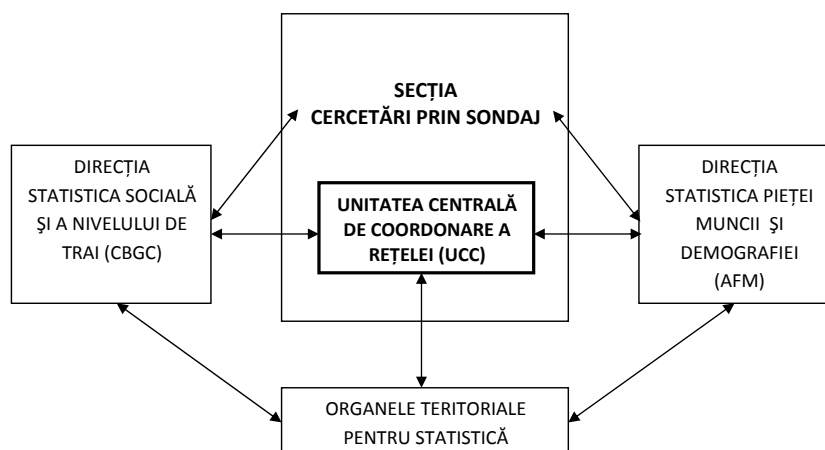 SECȚIA
CERCETĂRI PRIN SONDAJ
DIRECȚIA
STATISTICA SOCIALĂ
ŞI A NIVELULUI DE
TRAI (CBGC)
UNITATEA CENTRALĂ
DE COORDONARE A
REȚELEI (UCC)
DIRECȚIA
STATISTICA PIEȚEI
MUNCII ŞI
DEMOGRAFIEI
(AFM)
ORGANELE TERITORIALE
PENTRU STATISTICĂ